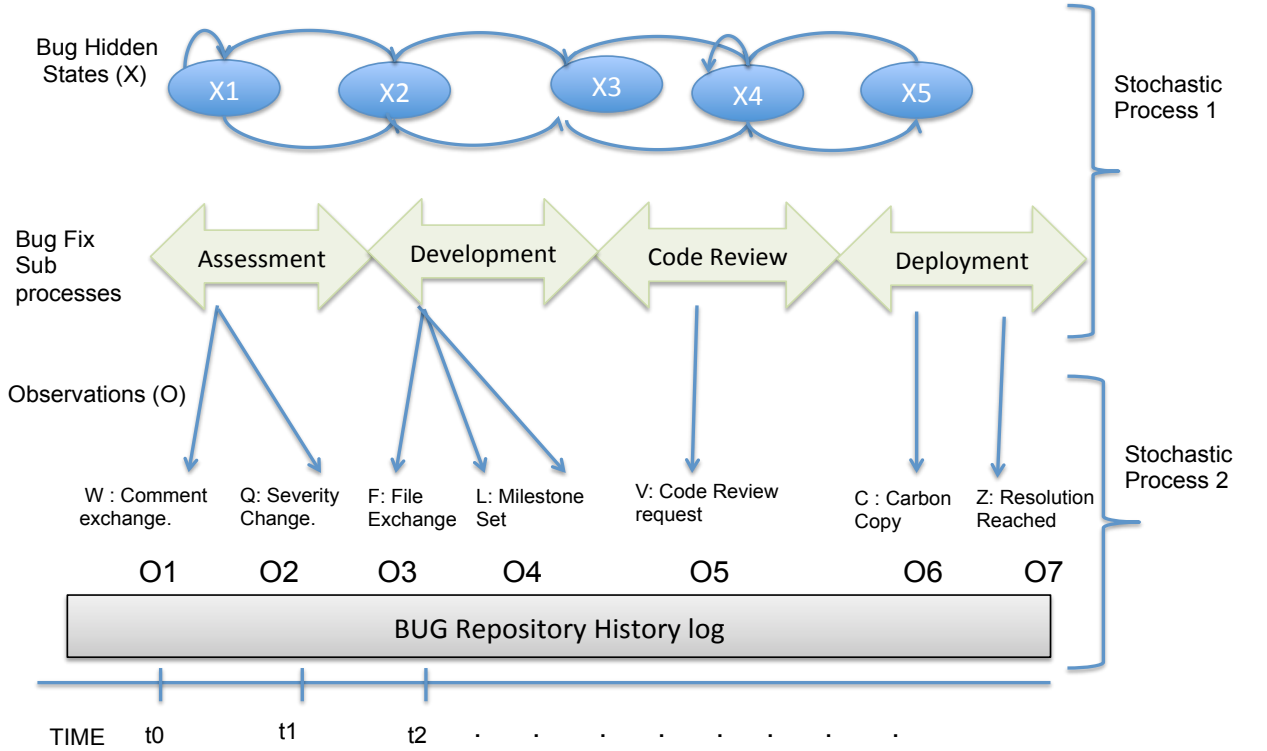 Bug Hidden
States (X)
X1
X2
X3
X4
X5
Stochastic
Process 1
Bug Fix
Sub
processes
Assessment
Development
Code Review
Deployment
Observations (O)
Stochastic
Process 2
W : Comment
exchange.
Q: Severity
Change.
F: File
Exchange
L: Milestone
Set
V: Code Review
request
C : Carbon
Copy
Z: Resolution
Reached
O1 O2 O3 O4 O5 O6 O7
BUG Repository History log
TIME t0 t1 t2 . . . . . . . .